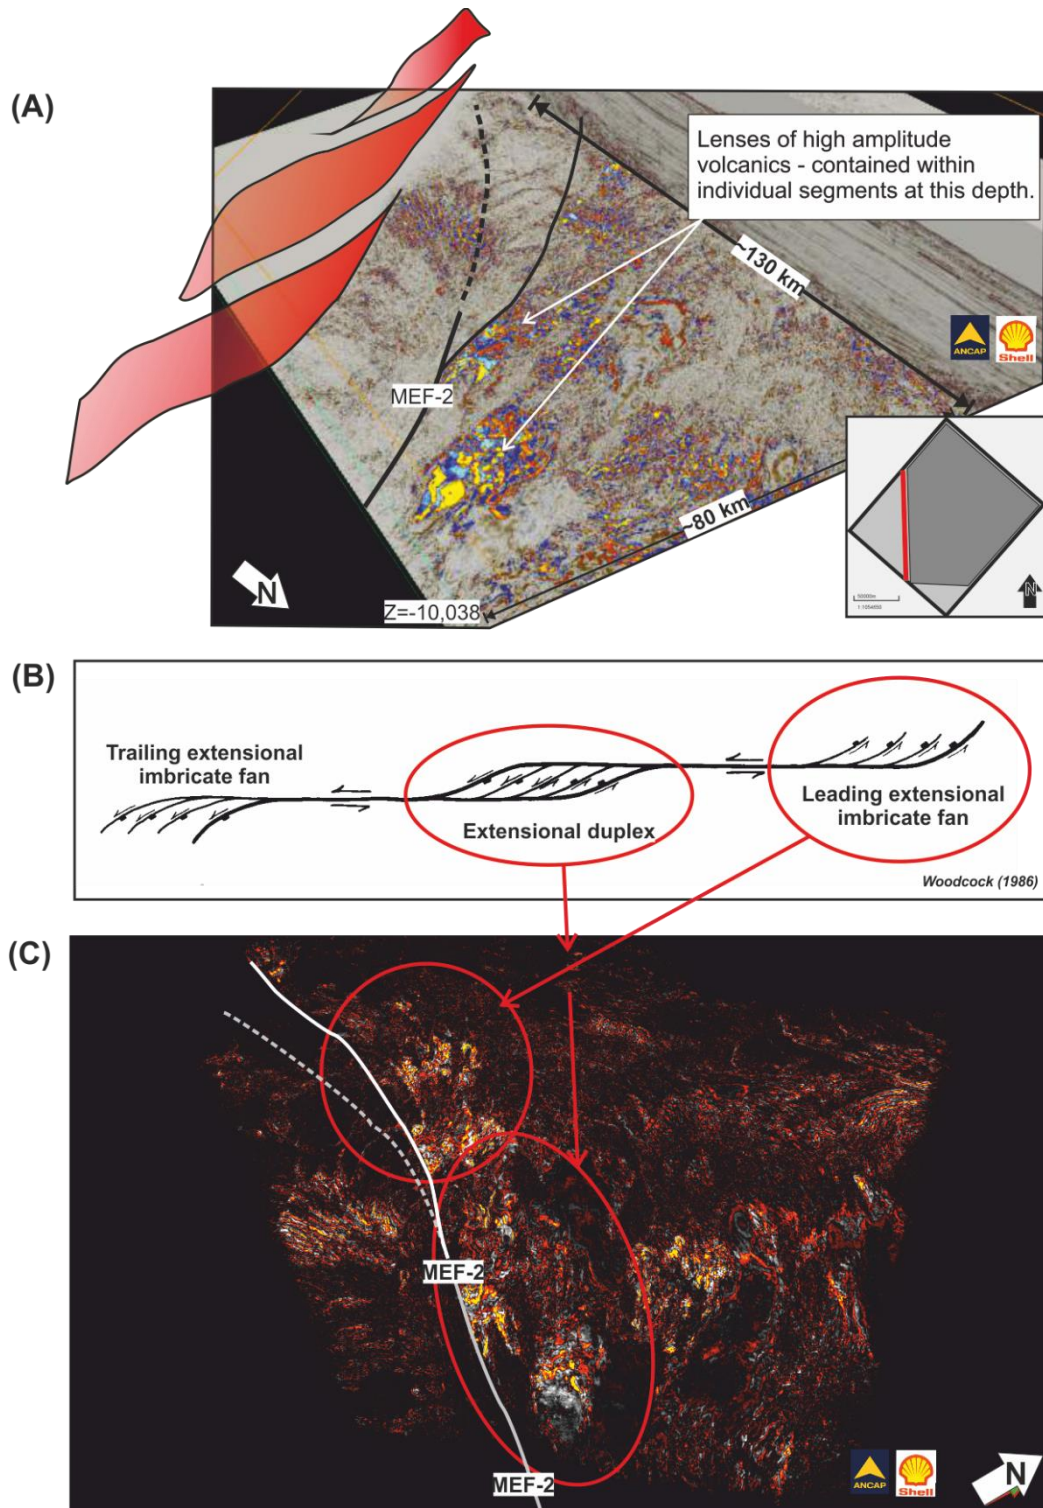 (A)
Lenses of high amplitude
volcanics - contained within
individual segments at this depth.
~130 km
ANCAP
Shell
MEF-2
~80 km
N
Z=-10,038
N
(B)
Trailing extensional
imbricate fan
Extensional duplex
Leading extensional
imbricate fan
Woodcock (1986)
(C)
MEF-2
MEF-2
ANCAP
Shell
N